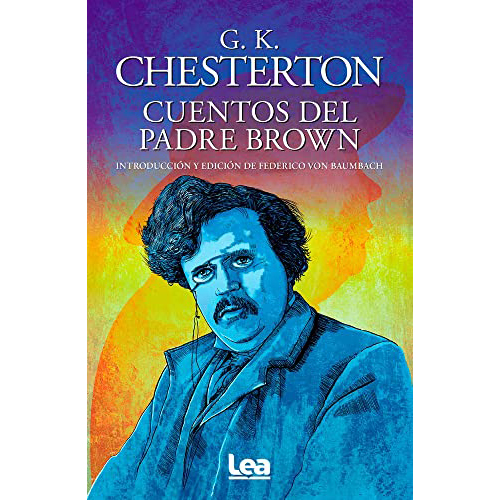 G. K.
CHESTERTON
CUENTOS DEL
PADRE BROWN
INTRODUCCIÓN Y EDICIÓN DE FEDERICO VON BAUMBACH
Lea